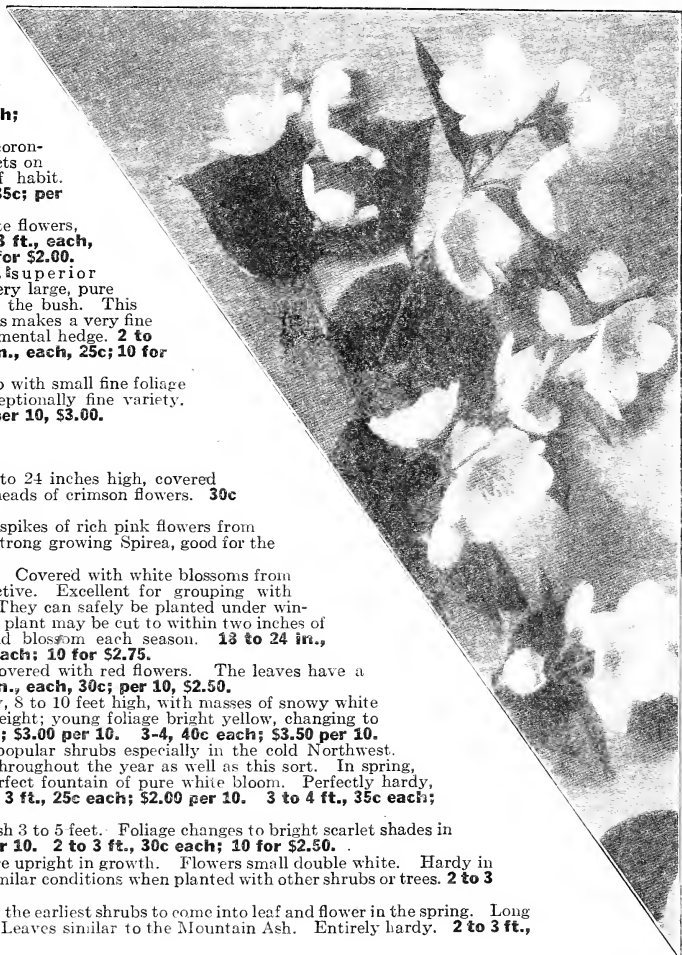 h;
oron-
ets on
f habit.
35c; per
te flowers,
3 ft., each,
for $2.00.
superior
ery large, pure
the bush. This
s makes a very fine
mental hedge. 2 to
n., each, 25c; 10 for
b with small fine foliage
eptionally fine variety.
per 10, $3.00.
to 24 inches high, covered
heads of crimson flowers. 30c
spikes of rich pink flowers from
trong growing Spirea, good for the
Covered with white blossoms from
ctive. Excellent for grouping with
They can safely be planted under win-
plant may be cut to within two inches of
d blossom each season. 18 to 24 in.,
ach; 10 for $2.75.
overed with red flowers. The leaves have a
n., each, 30c; per 10, $2.50.
, 8 to 10 feet high, with masses of snowy white
eight; young foliage bright yellow, changing to
; $3.00 per 10. 3-4, 40c each; $3.50 per 10.
popular shrubs especially in the cold Northwest.
hroughout the year as well as this sort. In spring,
rfect fountain of pure white bloom. Perfectly hardy,
3 ft., 25c each; $2.00 per 10. 3 to 4 ft., 35c each;
sh 3 to 5 feet. Foliage changes to bright scarlet shades in
r 10. 2 to 3 ft., 30c each; 10 for $2.50.
e upright in growth. Flowers small double white. Hardy in
milar conditions when planted with other shrubs or trees. 2 to 3
the earliest shrubs to come into leaf and flower in the spring. Long
Leaves similar to the Mountain Ash. Entirely hardy. 2 to 3 ft.,